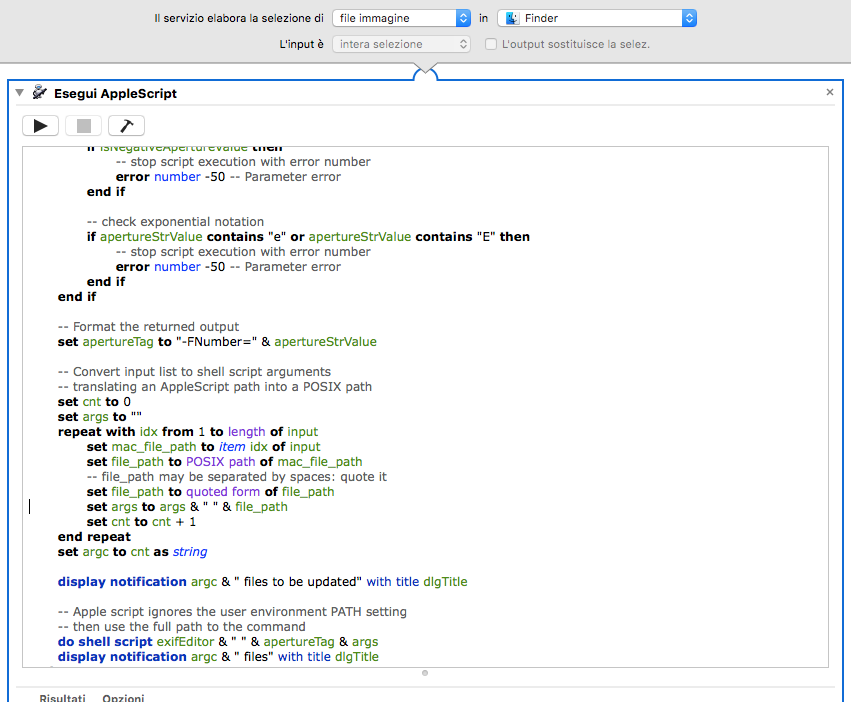 Il servizio elabora la selezione di file immagine in Finder
L'input è intera selezione L'output sostituisce la selez.
Esegui AppleScript
if isNegativeApertureValue then
-- stop script execution with error number
error number -50 -- Parameter error
end if
-- check exponential notation
if apertureStrValue contains "e" or apertureStrValue contains "E" then
-- stop script execution with error number
error number -50 -- Parameter error
end if
end if
-- Format the returned output
set apertureTag to "-FNumber=" & apertureStrValue
-- Convert input list to shell script arguments
-- translating an AppleScript path into a POSIX path
set cnt to 0
set args to ""
repeat with idx from 1 to length of input
set mac_file_path to item idx of input
set file_path to POSIX path of mac_file_path
-- file_path may be separated by spaces: quote it
set file_path to quoted form of file_path
set args to args & " " & file_path
set cnt to cnt + 1
end repeat
set argc to cnt as string
display notification argc & " files to be updated" with title dlgTitle
-- Apple script ignores the user environment PATH setting
-- then use the full path to the command
do shell script exifEditor & " " & apertureTag & args
display notification argc & " files" with title dlgTitle
Risultati Opzioni